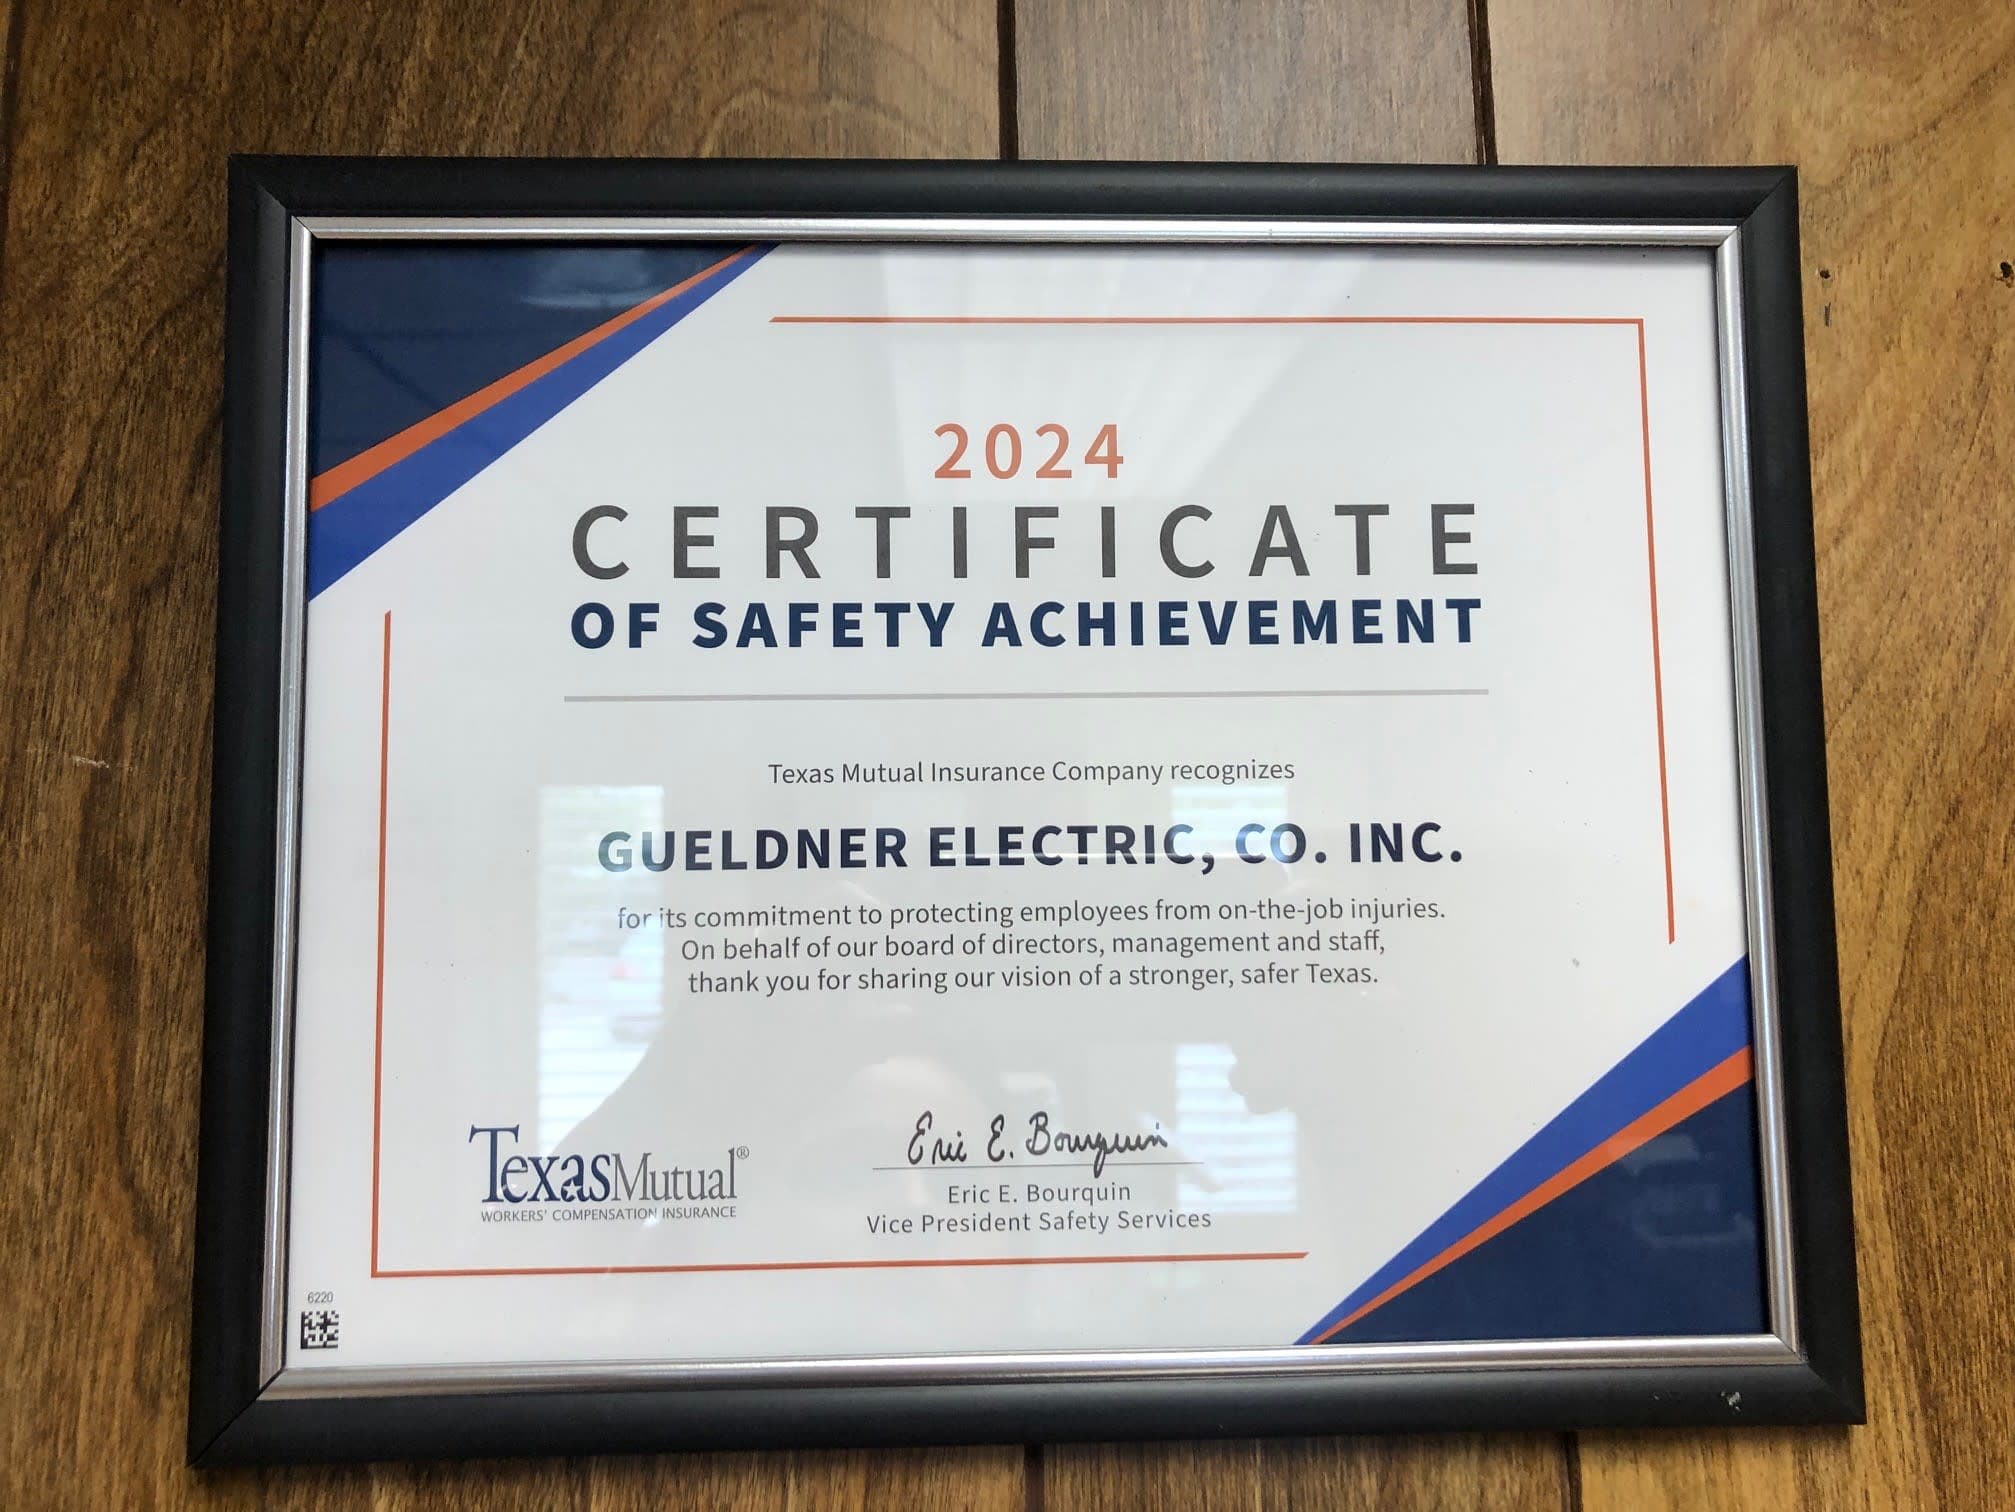 2024
CERTIFICATE
OF SAFETY ACHIEVEMENT
Texas Mutual Insurance Company recognizes
GUELDNER ELECTRIC, CO. INC.
for its commitment to protecting employees from on-the-job injuries.
On behalf of our board of directors, management and staff,
thank you for sharing our vision of a stronger, safer Texas.
TexasMutual®
WORKERS' COMPENSATION INSURANCE
Eric E. Bourquin
Eric E. Bourquin
Vice President Safety Services
6220